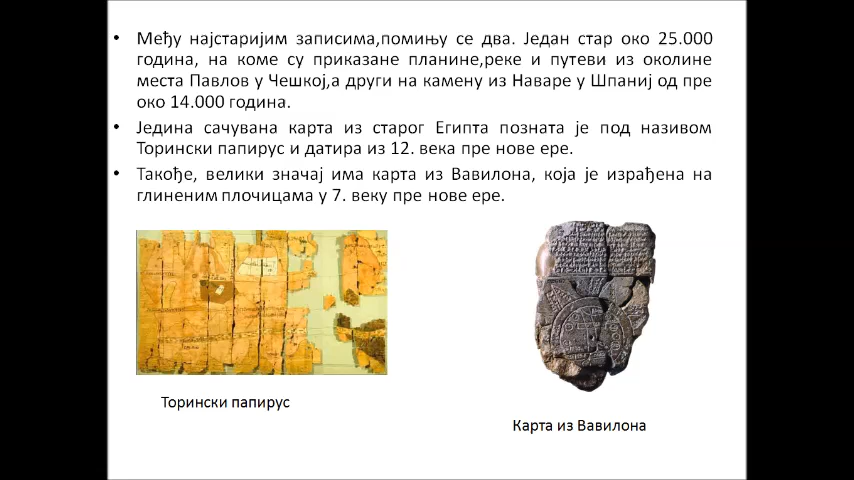 • Међу најстаријим записима,помињу се два. Један стар око 25.000
година, на коме су приказане планине,реке и путеви из околине
места Павлов у Чешкој,а други на камену из Наваре у Шпаниј од пре
око 14.000 година.
• Једина сачувана карта из старог Египта позната је под називом
Торински папирус и датира из 12. века пре нове ере.
• Такође, велики значај има карта из Вавилона, која је израђена на
глиненим плочицама у 7. веку пре нове ере.
Торински папирус
Карта из Вавилона